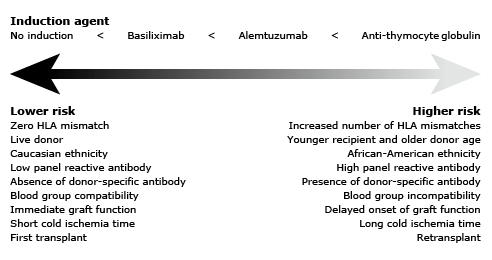 Induction agent
No induction < Basiliximab < Alemtuzumab < Anti-thymocyte globulin
Lower risk Higher risk
Zero HLA mismatch Increased number of HLA mismatches
Live donor Younger recipient and older donor age
Caucasian ethnicity African-American ethnicity
Low panel reactive antibody High panel reactive antibody
Absence of donor-specific antibody Presence of donor-specific antibody
Blood group compatibility Blood group incompatibility
Immediate graft function Delayed onset of graft function
Short cold ischemia time Long cold ischemia time
First transplant Retransplant